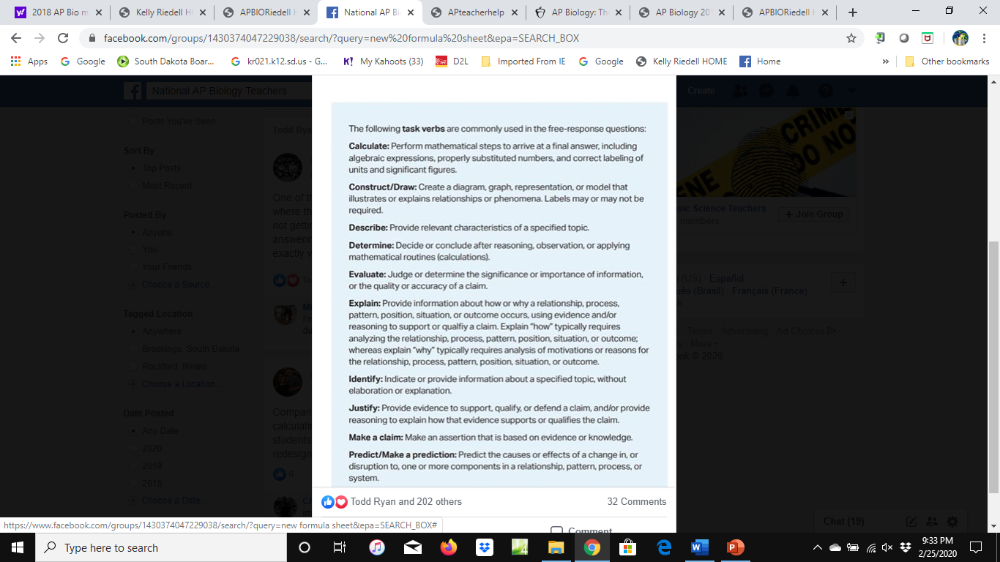 2018 AP Bio m
Kelly Riedell H
APBIORiedell H
National AP Bi
APteacherhelp
AP Biology: Th
AP Biology 201
APBIORiedell H
facebook.com/groups/1430374047229038/search/?query=new%20formula%20sheet&epa=SEARCH_BOX
Apps
Google
South Dakota Boar...
kr021.k12.sd.us - G...
My Kahoots (33)
D2L
Imported From IE
Google
Kelly Riedell HOME
Home
»
Other bookmarks
National AP Biology Teachers
Create
Posts You've Seen
Sort By
Top Posts
Most Recent
Posted By
Anyone
You
Your Friends
Choose a Source...
Tagged Location
Anywhere
Brookings, South Dakota
Rockford, Illinois
Choose a Location...
Date Posted
Any Date
2020
2019
2018
Choose a Date...
Todd Rya
One of th
where th
not getti
answerin
exactly v
Compar
calculati
students
redesign
6
The following task verbs are commonly used in the free-response questions:
Calculate: Perform mathematical steps to arrive at a final answer, including
algebraic expressions, properly substituted numbers, and correct labeling of
units and significant figures.
Construct/Draw: Create a diagram, graph, representation, or model that
illustrates or explains relationships or phenomena. Labels may or may not be
required.
Describe: Provide relevant characteristics of a specified topic.
Determine: Decide or conclude after reasoning, observation, or applying
mathematical routines (calculations).
Evaluate: Judge or determine the significance or importance of information,
or the quality or accuracy of a claim.
Explain: Provide information about how or why a relationship, process,
pattern, position, situation, or outcome occurs, using evidence and/or
reasoning to support or qualfiy a claim. Explain "how" typically requires
analyzing the relationship, process, pattern, position, situation, or outcome;
whereas explain "why" typically requires analysis of motivations or reasons for
the relationship, process, pattern, position, situation, or outcome.
Identify: Indicate or provide information about a specified topic, without
elaboration or explanation.
Justify: Provide evidence to support, qualify, or defend a claim, and/or provide
reasoning to explain how that evidence supports or qualifies the claim.
Make a claim: Make an assertion that is based on evidence or knowledge.
Predict/Make a prediction: Predict the causes or effects of a change in, or
disruption to, one or more components in a relationship, pattern, process, or
system.
Todd Ryan and 202 others
32 Comments
Comment
CRIME
DO NO
ENE
sic Science Teachers
members
Join Group
(US) Español
uês (Brasil) Français (France)
Terms Advertising Ad Choices
More
ok © 2020
Chat (19)
https://www.facebook.com/groups/1430374047229038/search/?query=new formula sheet&epa=SEARCH_BOX#
Type here to search
9:33 PM
2/25/2020